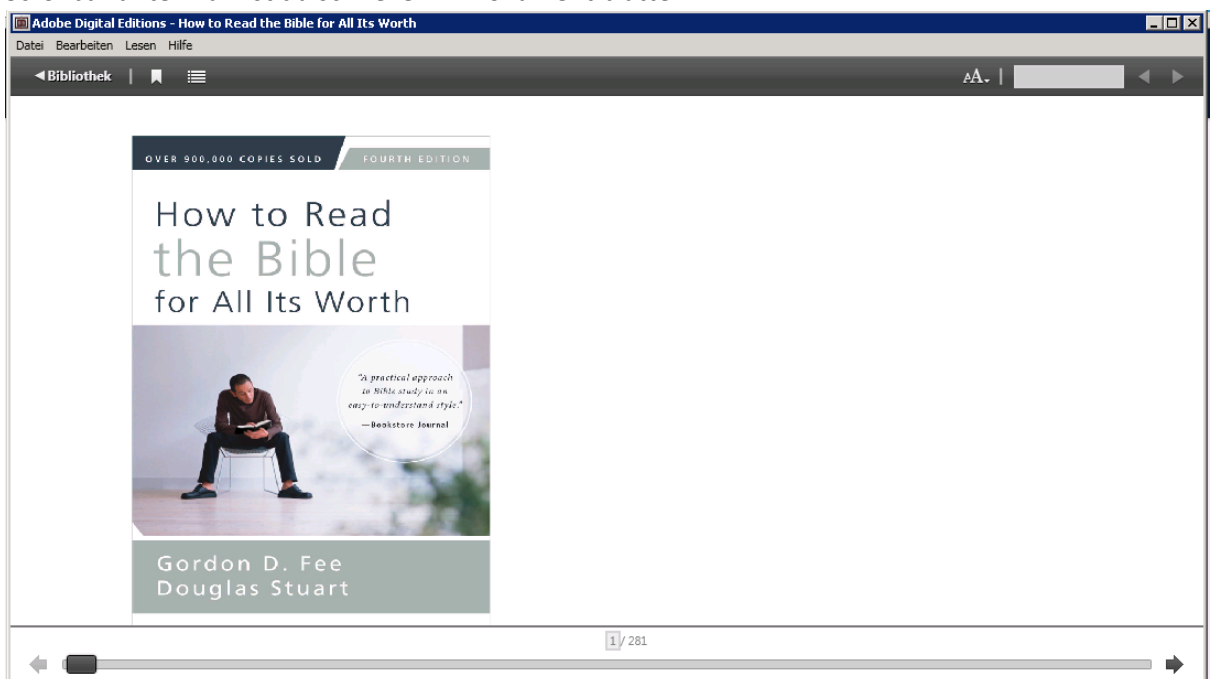 Adobe Digital Editions - How to Read the Bible for All Its Worth
Datei Bearbeiten Lesen Hilfe
Bibliothek
AA
OVER 900,000 COPIES SOLD FOURTH EDITION
How to Read
the Bible
for All Its Worth
"A practical approach
to Bible study in an
easy-to-understand style."
—Bookstore Journal
Gordon D. Fee
Douglas Stuart
1 / 281